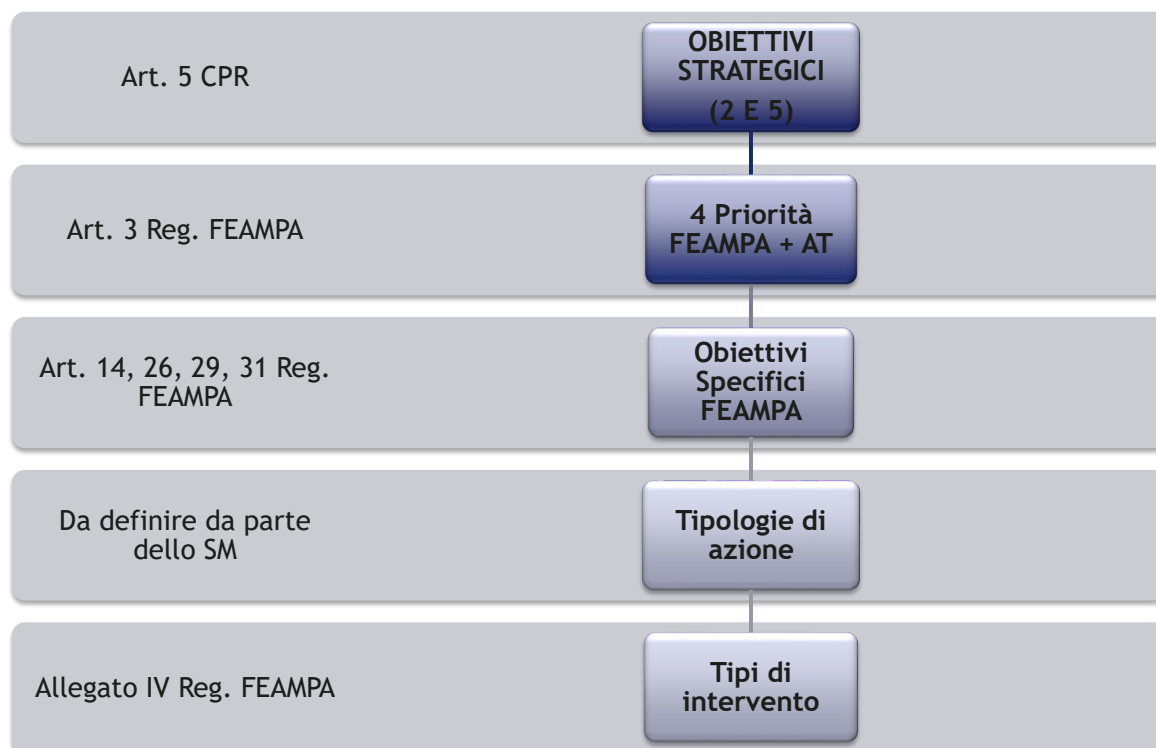 Art. 5 CPR
OBIETTIVI
STRATEGICI
(2 E 5)
Art. 3 Reg. FEAMPA
4 Priorità
FEAMPA + AT
Art. 14, 26, 29, 31 Reg.
FEAMPA
Obiettivi
Specifici
FEAMPA
Da definire da parte
dello SM
Tipologie di
azione
Allegato IV Reg. FEAMPA
Tipi di
intervento